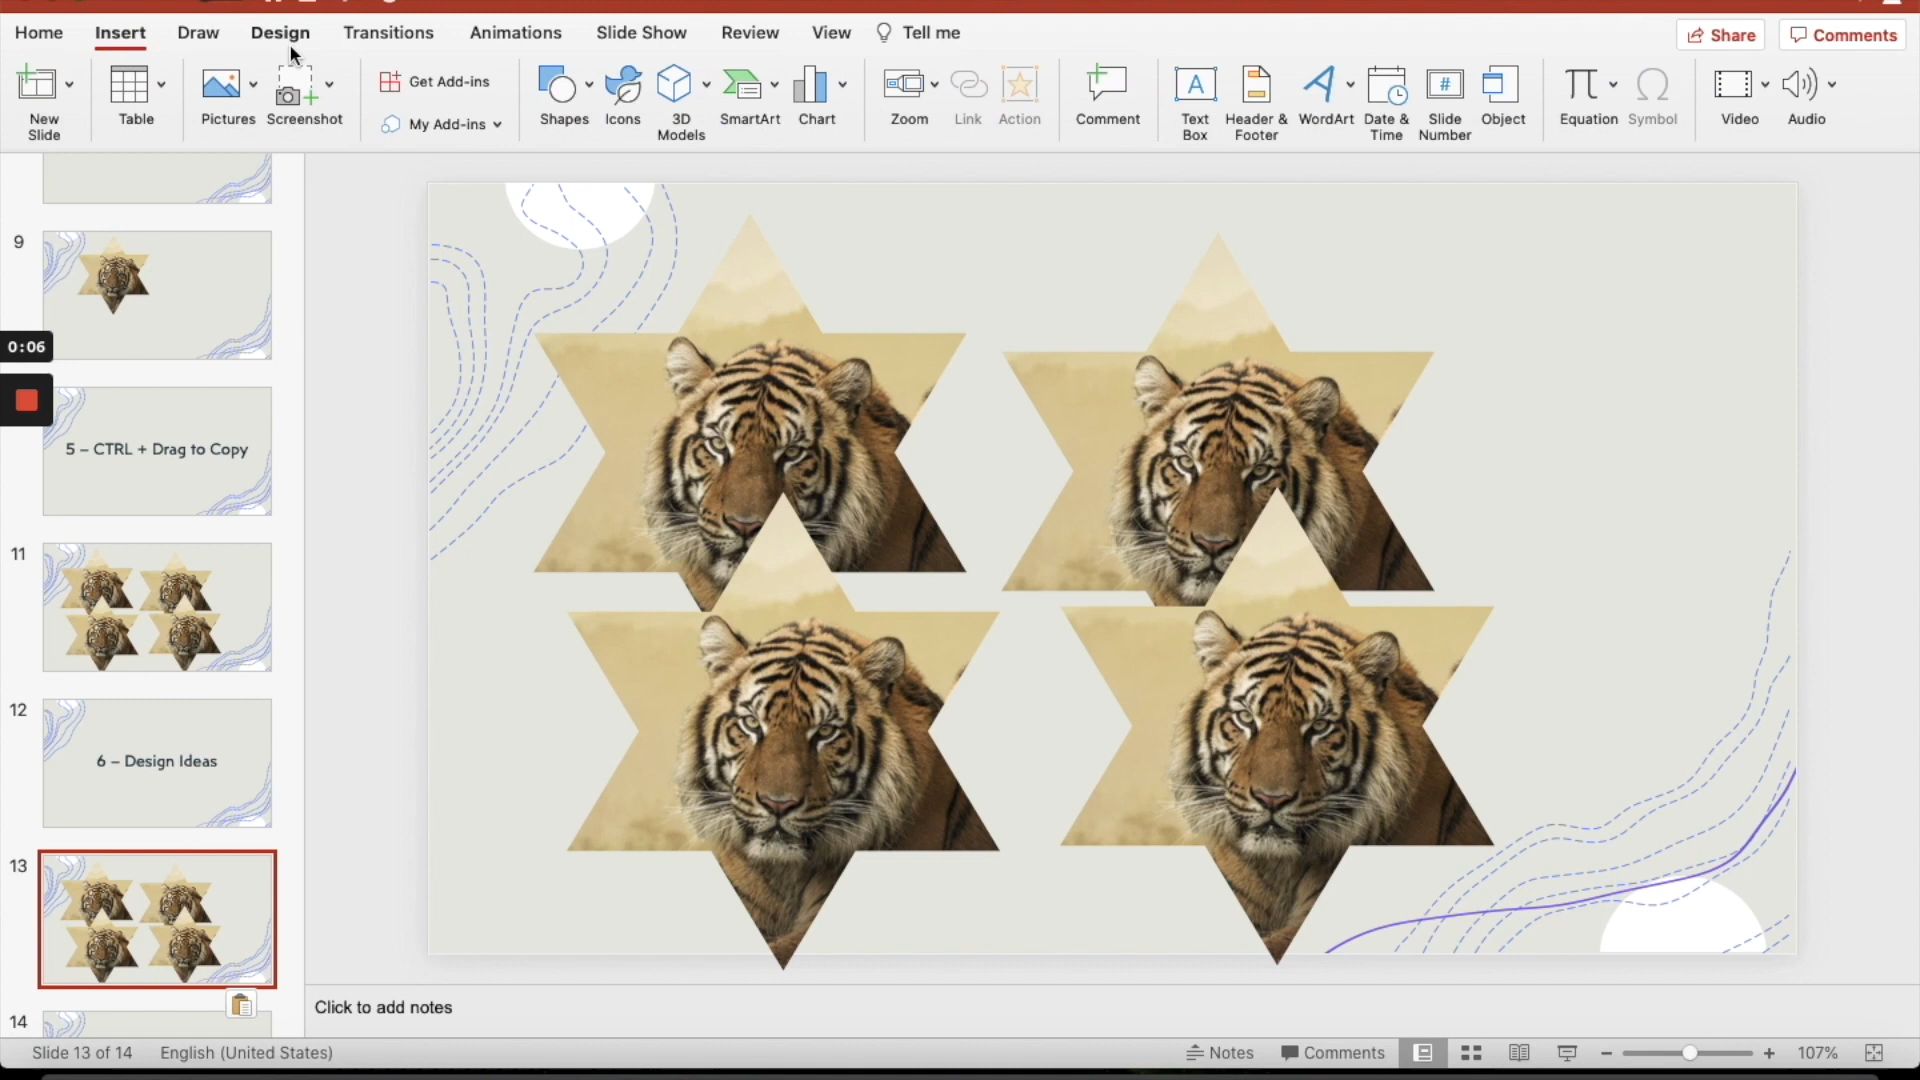 Home Insert Draw Design Transitions Animations Slide Show Review View Tell me Share Comments
New Slide
Table
Pictures
Screenshot
Get Add-ins
My Add-ins
Shapes
Icons
3D Models
SmartArt
Chart
Zoom
Link
Action
Comment
A
Text Box
Header & Footer
WordArt
Date & Time
#
Slide Number
Object
Equation
Symbol
Video
Audio
9
0:06
5 – CTRL + Drag to Copy
11
12
6 – Design Ideas
13
14
Click to add notes
Slide 13 of 14 English (United States) Notes Comments 107%